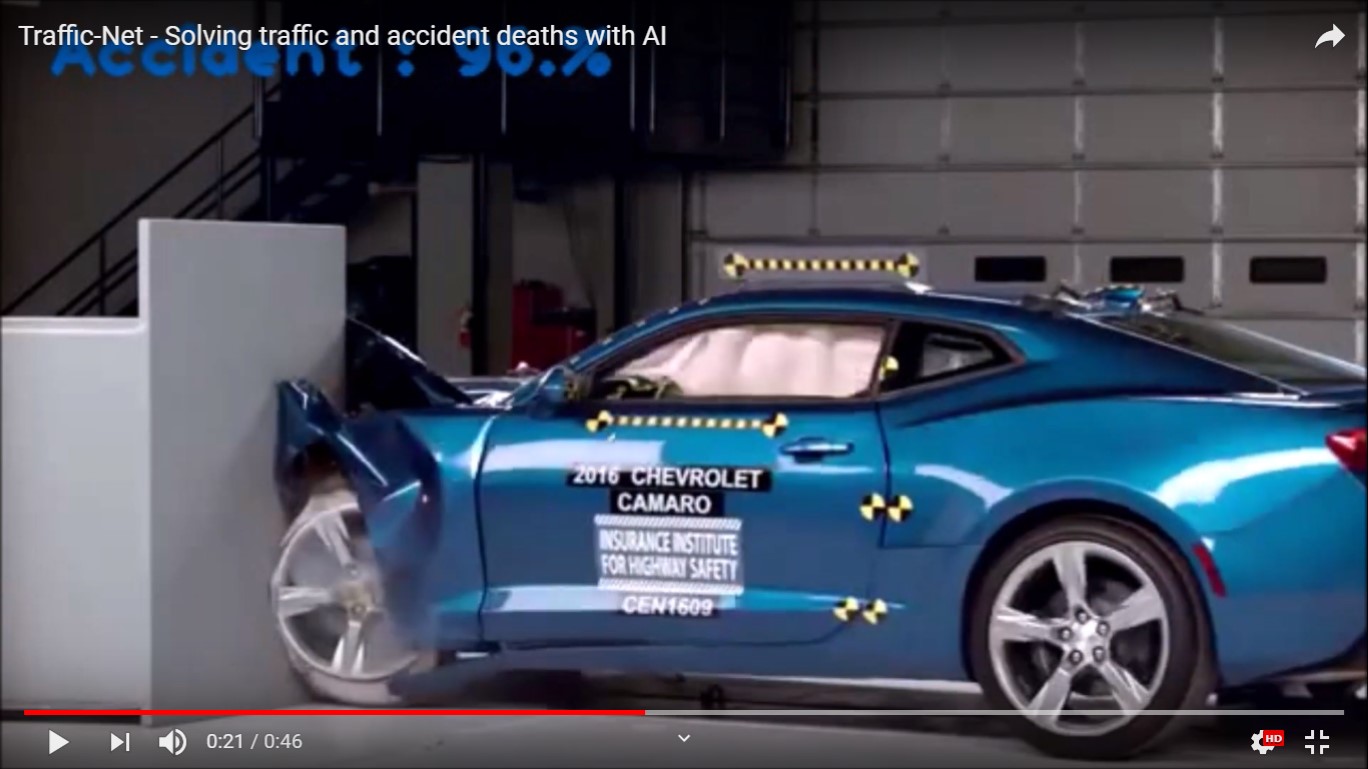 Traffic-Net - Solving traffic and accident deaths with AI
Accident : 96.%
2016 CHEVROLET
CAMARO
INSURANCE INSTITUTE
FOR HIGHWAY SAFETY
CEN1609
0:21 / 0:46
HD